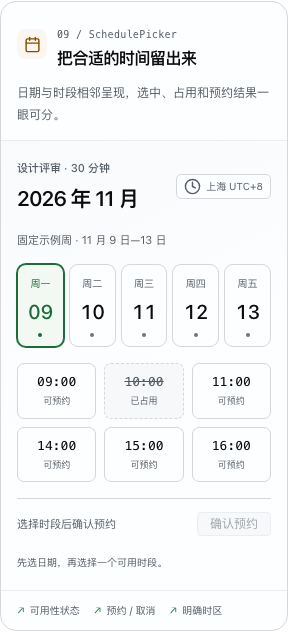 09 / SchedulePicker
把合适的时间留出来
日期与时段相邻呈现，选中、占用和预约结果一
眼可分。
设计评审 · 30 分钟
2026 年 11 月
上海 UTC+8
固定示例周 · 11 月 9 日—13 日
周一 周二 周三 周四 周五
09 10 11 12 13
09:00 10:00 11:00
可预约 已占用 可预约
14:00 15:00 16:00
可预约 可预约 可预约
选择时段后确认预约 确认预约
先选日期，再选择一个可用时段。
↗ 可用性状态 ↗ 预约 / 取消 ↗ 明确时区